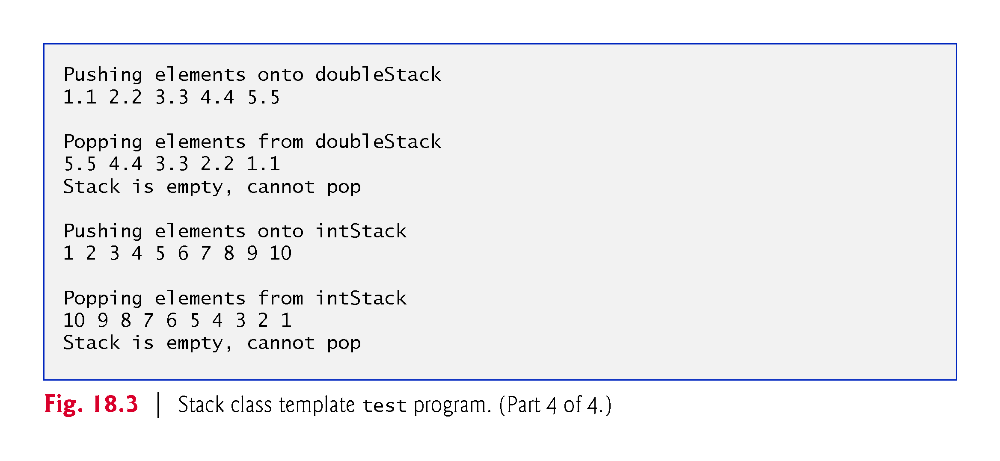 Pushing elements onto doubleStack
1.1 2.2 3.3 4.4 5.5
Popping elements from doubleStack
5.5 4.4 3.3 2.2 1.1
Stack is empty, cannot pop
Pushing elements onto intStack
1 2 3 4 5 6 7 8 9 10
Popping elements from intStack
10 9 8 7 6 5 4 3 2 1
Stack is empty, cannot pop
Fig. 18.3 | Stack class template test program. (Part 4 of 4.)